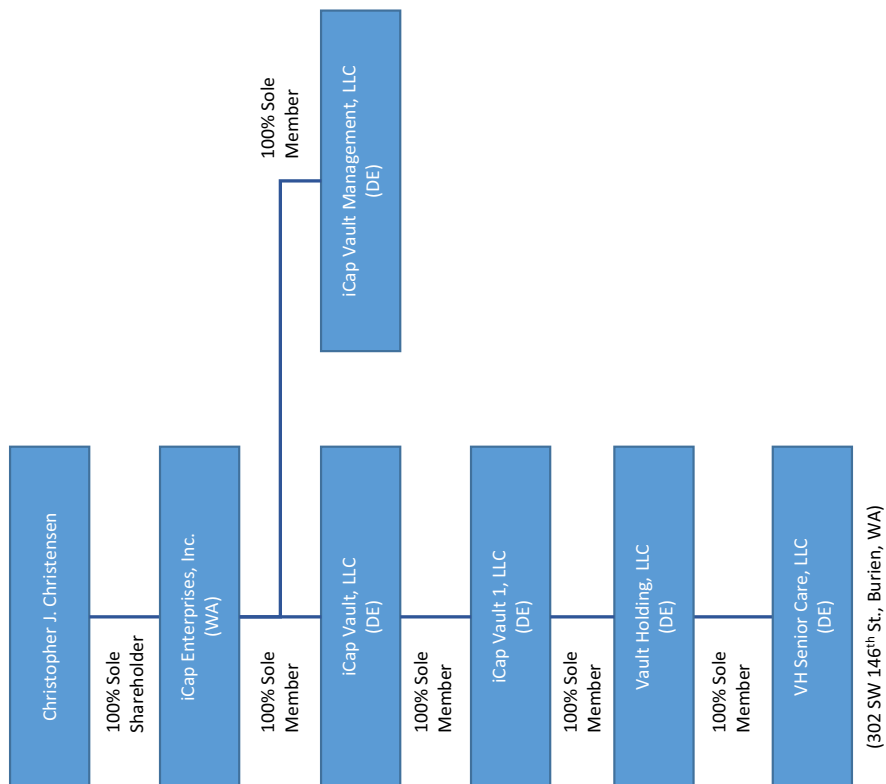 Christopher J. Christensen
100% Sole
Shareholder
iCap Enterprises, Inc.
(WA)
100% Sole
Member
100% Sole
Member
iCap Vault, LLC
(DE)
iCap Vault Management, LLC
(DE)
100% Sole
Member
iCap Vault 1, LLC
(DE)
100% Sole
Member
Vault Holding, LLC
(DE)
100% Sole
Member
VH Senior Care, LLC
(DE)
(302 SW 146th St., Burien, WA)